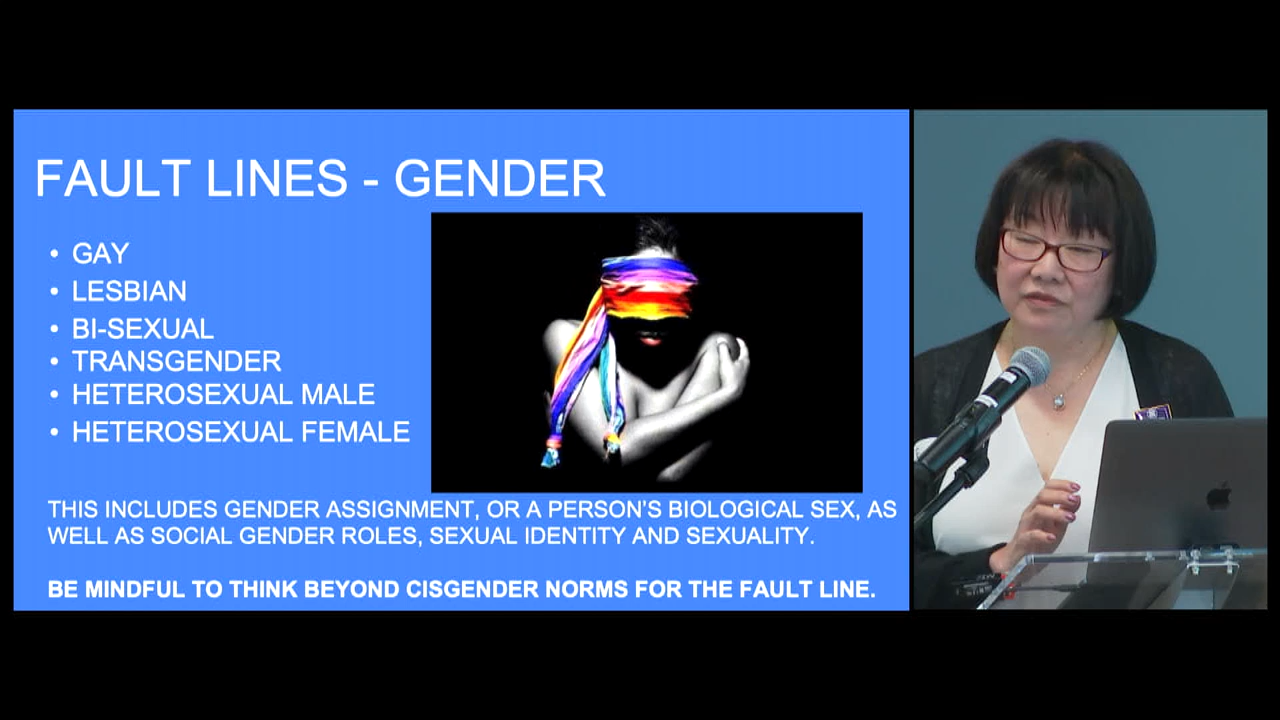 FAULT LINES - GENDER
• GAY
• LESBIAN
• BI-SEXUAL
• TRANSGENDER
• HETEROSEXUAL MALE
• HETEROSEXUAL FEMALE
THIS INCLUDES GENDER ASSIGNMENT, OR A PERSON'S BIOLOGICAL SEX, AS
WELL AS SOCIAL GENDER ROLES, SEXUAL IDENTITY AND SEXUALITY.
BE MINDFUL TO THINK BEYOND CISGENDER NORMS FOR THE FAULT LINE.